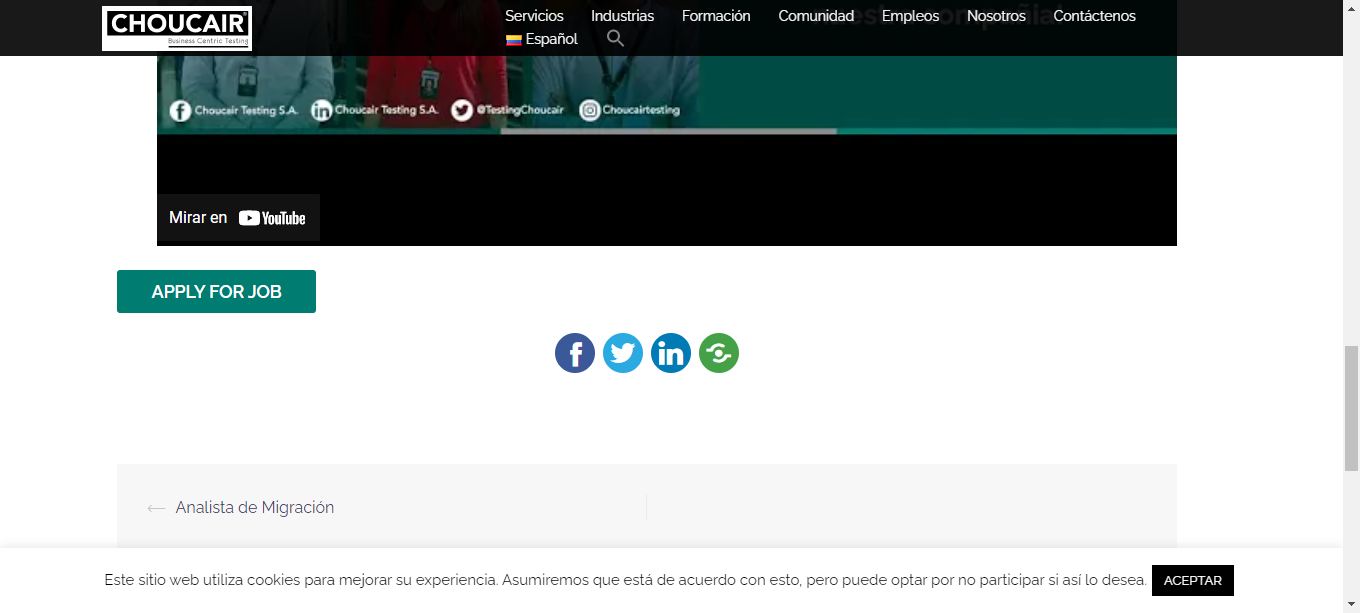 CHOUCAIR®
Business Centric Testing
Servicios Industrias Formación Comunidad Empleos Nosotros Contáctenos
Español
Choucair Testing S.A. Choucair Testing S.A. @TestingChoucair Choucairtesting
Mirar en YouTube
APPLY FOR JOB
Analista de Migración
Este sitio web utiliza cookies para mejorar su experiencia. Asumiremos que está de acuerdo con esto, pero puede optar por no participar si así lo desea. ACEPTAR